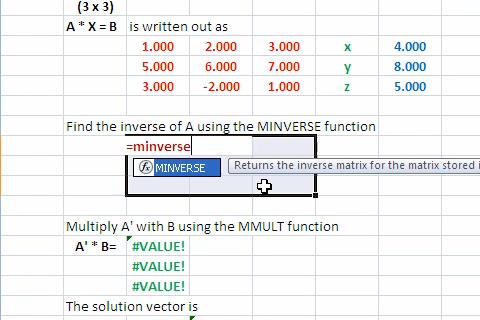 (3 x 3)
A * X = B is written out as
1.000 2.000 3.000 x 4.000
5.000 6.000 7.000 y 8.000
3.000 -2.000 1.000 z 5.000
Find the inverse of A using the MINVERSE function
=minverse
fx MINVERSE Returns the inverse matrix for the matrix stored i
Multiply A' with B using the MMULT function
A' * B= #VALUE!
#VALUE!
#VALUE!
The solution vector is